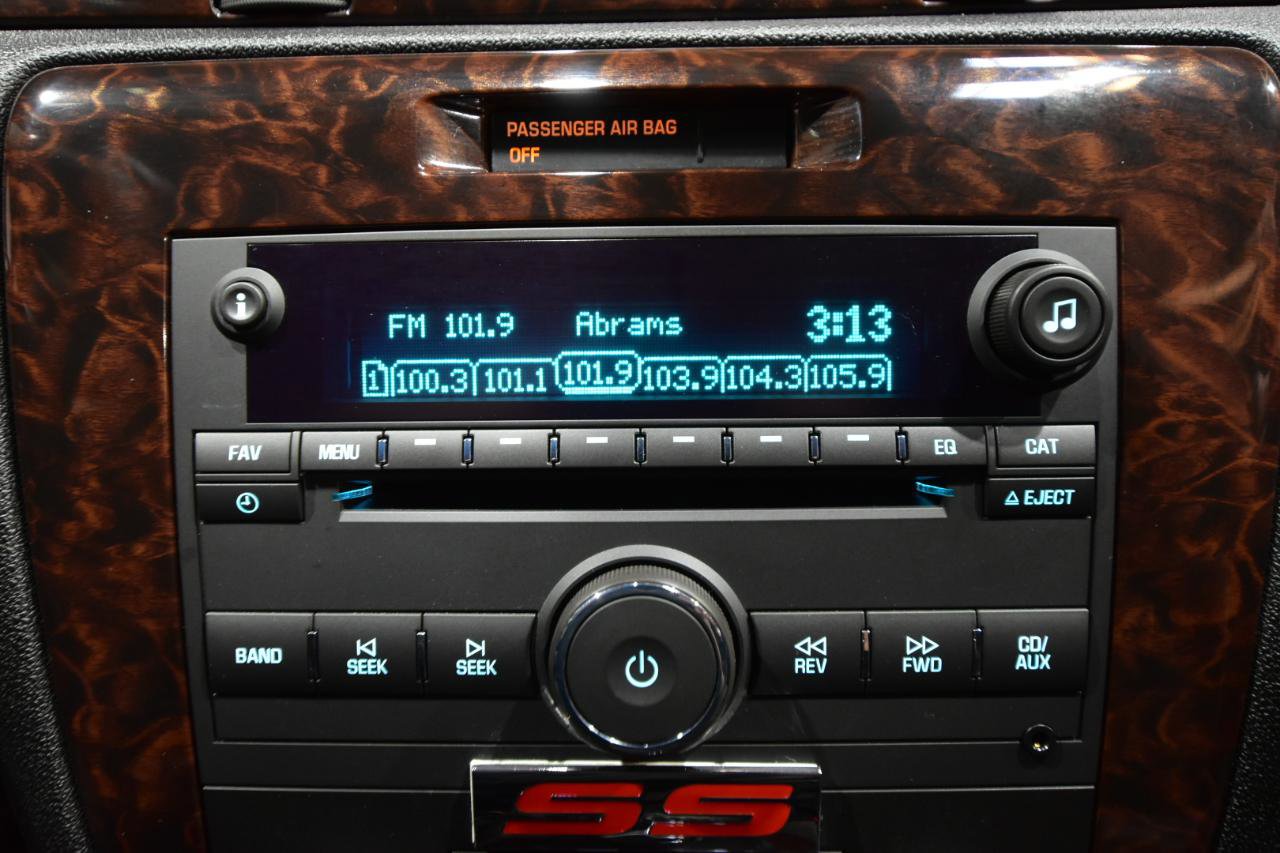 PASSENGER AIR BAG
OFF
i
FM 101.9 Abrams 3:13
1 100.3 101.1 101.9 103.9 104.3 105.9
FAV MENU EQ CAT
EJECT
BAND SEEK SEEK REV FWD CD/
AUX
SS